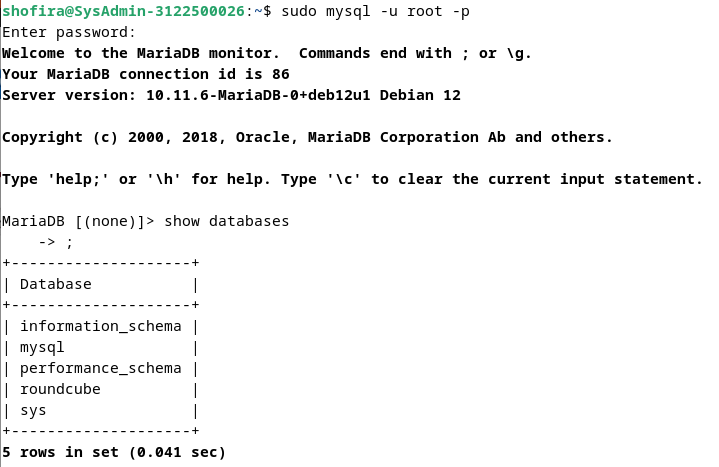 shofira@SysAdmin-3122500026:~$ sudo mysql -u root -p
Enter password:
Welcome to the MariaDB monitor.  Commands end with ; or \g.
Your MariaDB connection id is 86
Server version: 10.11.6-MariaDB-0+deb12u1 Debian 12

Copyright (c) 2000, 2018, Oracle, MariaDB Corporation Ab and others.

Type 'help;' or '\h' for help. Type '\c' to clear the current input statement.

MariaDB [(none)]> show databases
    -> ;
+--------------------+
| Database           |
+--------------------+
| information_schema |
| mysql              |
| performance_schema |
| roundcube          |
| sys                |
+--------------------+
5 rows in set (0.041 sec)